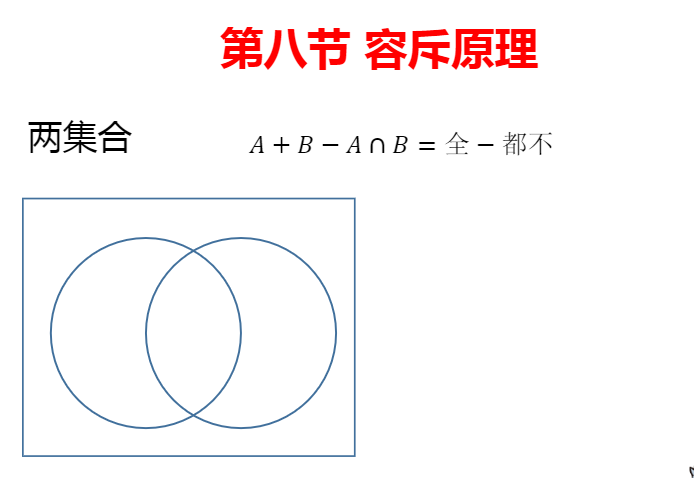 第八节 容斥原理
两集合
A + B − A ∩ B = 全 − 都不